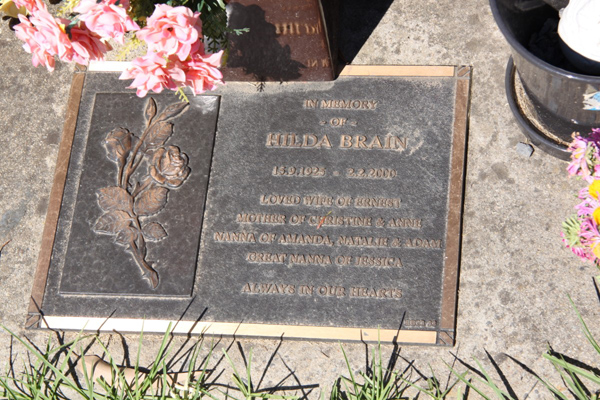 IN MEMORY
- OF -
HILDA BRAIN
LOVED WIFE OF ERNEST
MOTHER OF CHRISTINE & ANNE
NANNA OF AMANDA, NATALIE & ADAM
GREAT NANNA OF JESSICA
ALWAYS IN OUR HEARTS